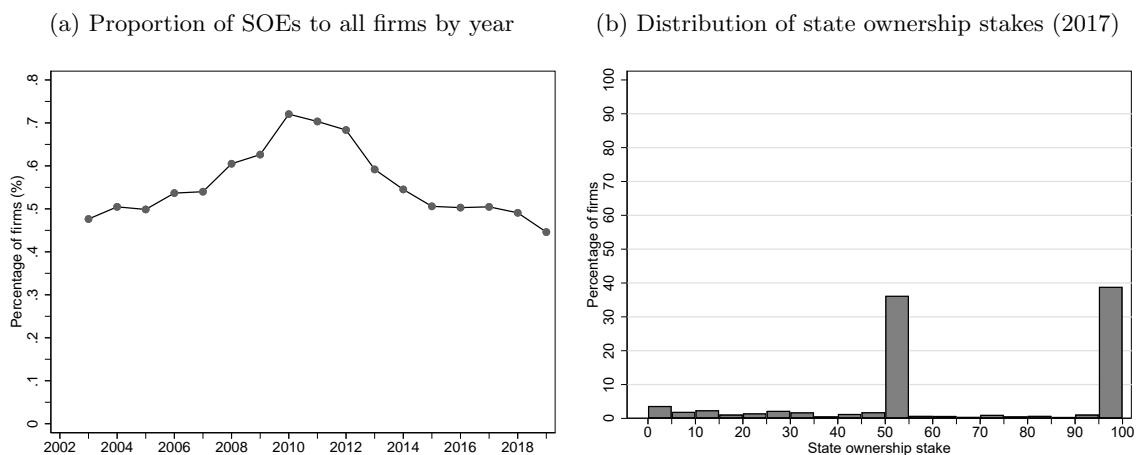 (a) Proportion of SOEs to all firms by year
Percentage of firms (%)
.8
.7
.6
.5
.4
.3
.2
.1
0
2002 2004 2006 2008 2010 2012 2014 2016 2018
(b) Distribution of state ownership stakes (2017)
Percentage of firms
100
90
80
70
60
50
40
30
20
10
0
0 10 20 30 40 50 60 70 80 90 100
State ownership stake